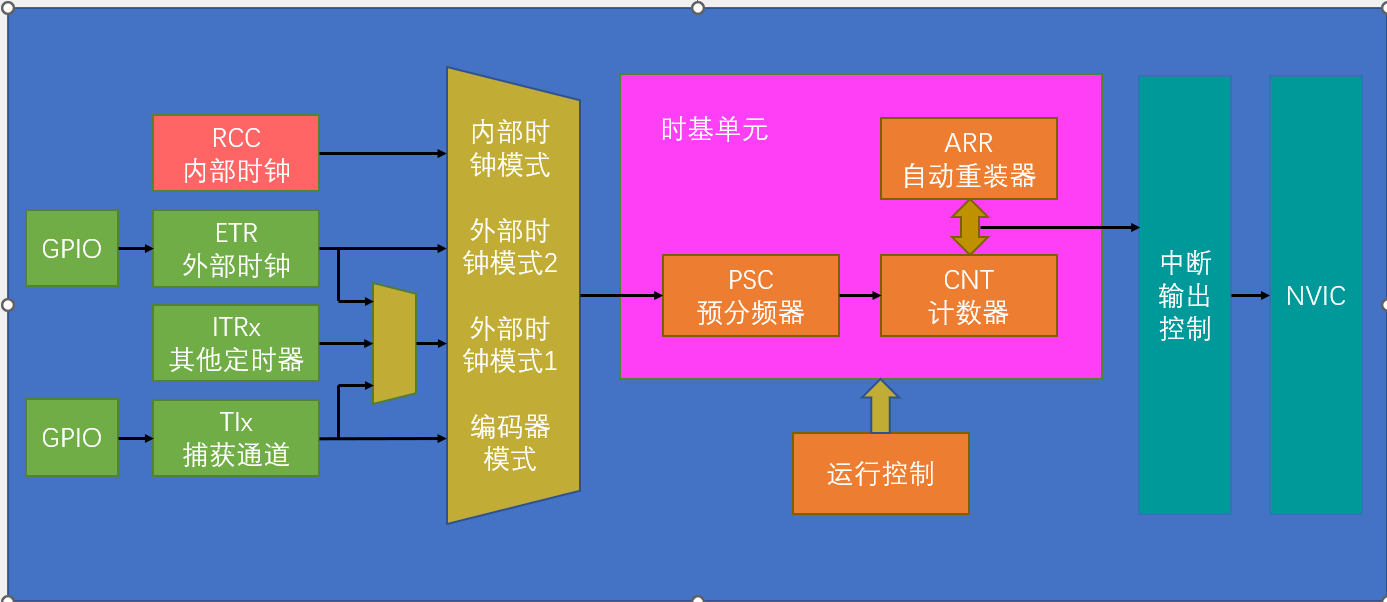 RCC
内部时钟
GPIO
ETR
外部时钟
ITRx
其他定时器
GPIO
TIx
捕获通道
内部时
钟模式
外部时
钟模式2
外部时
钟模式1
编码器
模式
时基单元
ARR
自动重装器
PSC
预分频器
CNT
计数器
运行控制
中断
输出
控制
NVIC